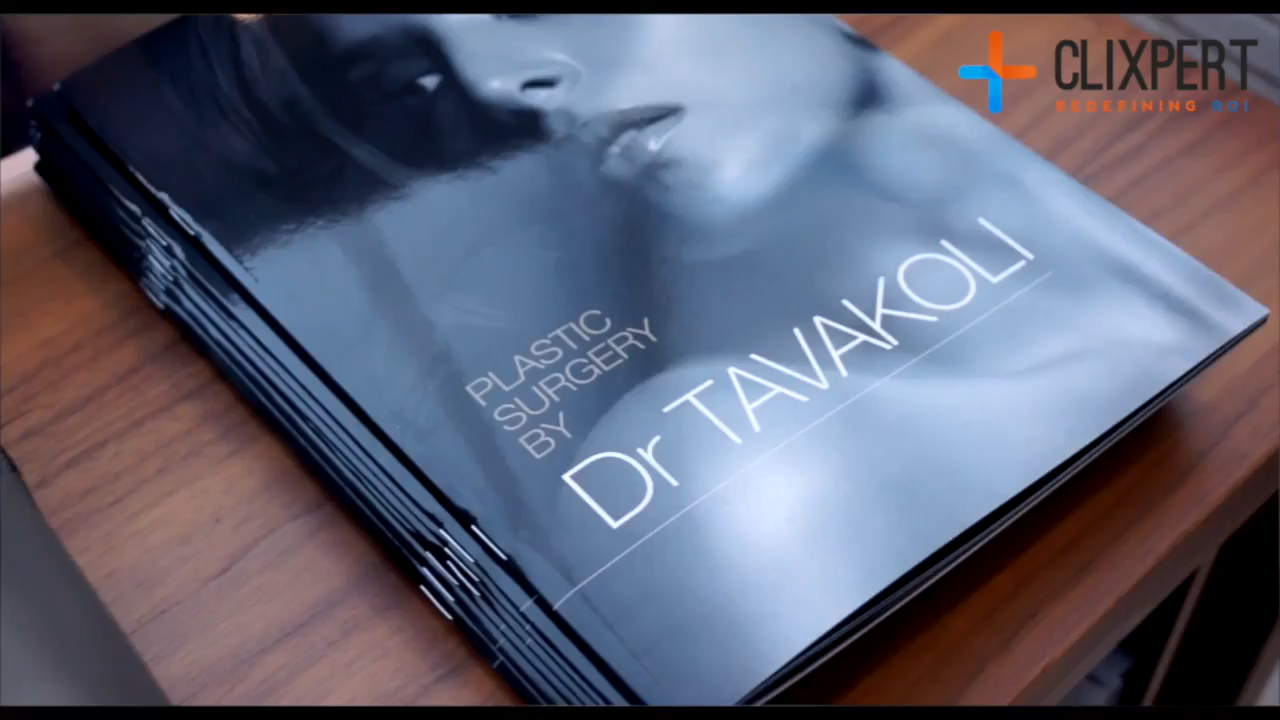 CLIXPERT
REDEFINING ROI
PLASTIC
SURGERY
BY
Dr TAVAKOLI